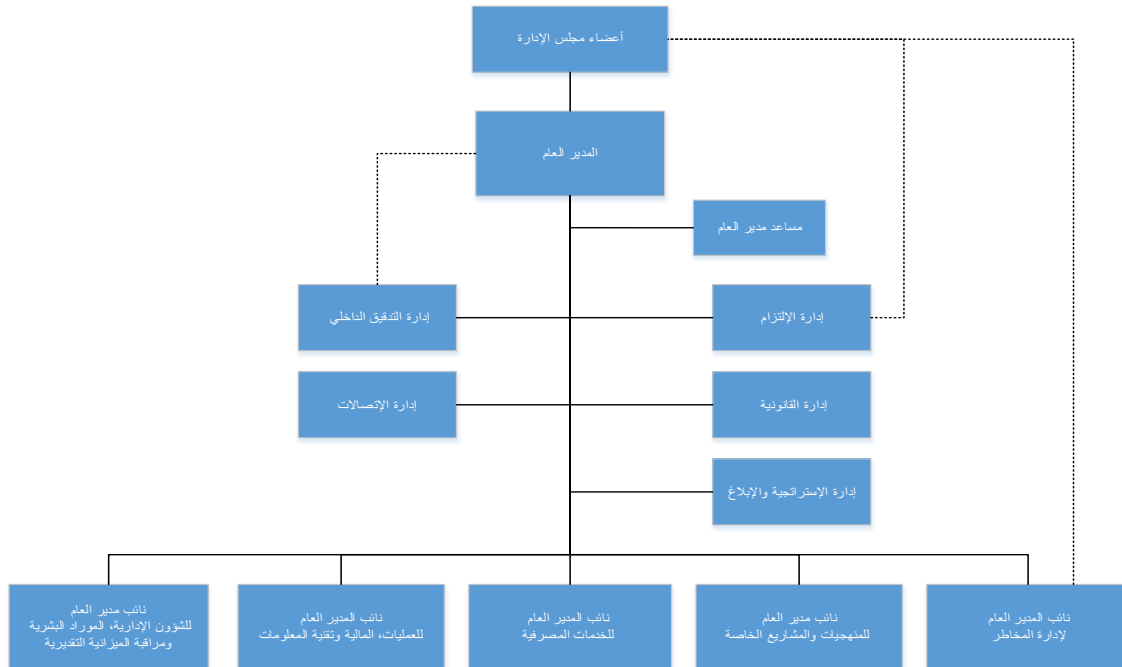 أعضاء مجلس الإدارة
المدير العام
مساعد مدير العام
إدارة الإلتزام
إدارة التدقيق الداخلي
إدارة القانونية
إدارة الإتصالات
إدارة الإستراتجية والإبلاغ
نائب المدير العام
لإدارة المخاطر
نائب مدير العام
للمنهجيات والمشاريع الخاصة
نائب المدير العام
للخدمات المصرفية
نائب المدير العام
للعمليات، المالية وتقنية المعلومات
نائب مدير العام
للشؤون الإدارية، الموراد البشرية
ومراقبة الميزانية التقديرية